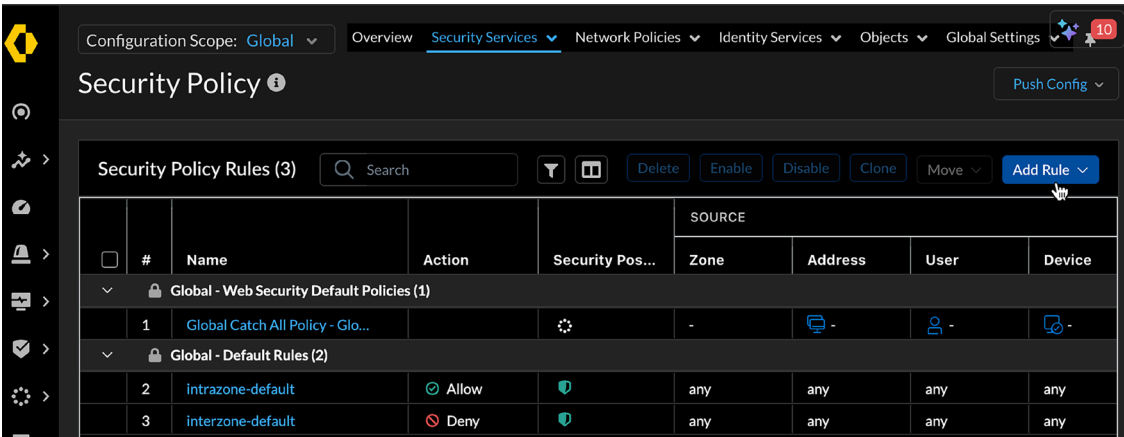 Configuration Scope: Global Overview Security Services Network Policies Identity Services Objects Global Settings 10
Security Policy Push Config
Security Policy Rules (3) Search Delete Enable Disable Clone Move Add Rule
SOURCE
# Name Action Security Pos... Zone Address User Device
Global - Web Security Default Policies (1)
1 Global Catch All Policy - Glo... - - - -
Global - Default Rules (2)
2 intrazone-default Allow any any any any
3 interzone-default Deny any any any any